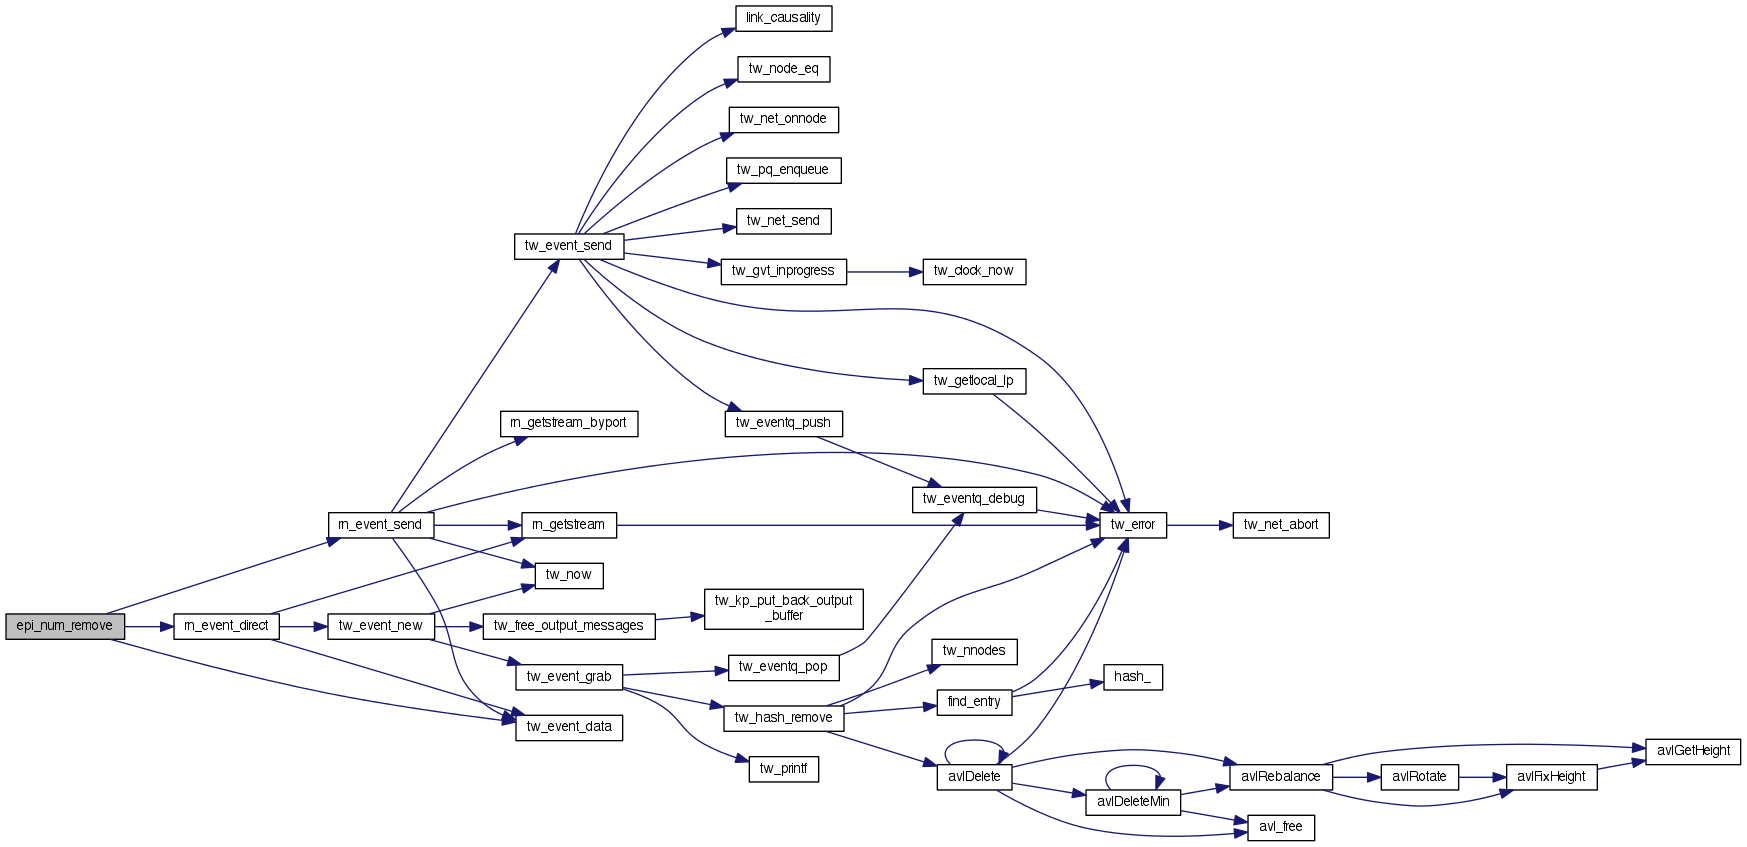 link_causality
tw_node_eq
tw_net_onnode
tw_pq_enqueue
tw_net_send
tw_event_send
tw_gvt_inprogress
tw_clock_now
tw_getlocal_lp
rn_getstream_byport
tw_eventq_push
tw_eventq_debug
rn_event_send
rn_getstream
tw_error
tw_net_abort
tw_now
tw_kp_put_back_output
_buffer
epi_num_remove
rn_event_direct
tw_event_new
tw_free_output_messages
tw_nnodes
tw_eventq_pop
tw_event_grab
hash_
find_entry
tw_hash_remove
tw_event_data
avlGetHeight
tw_printf
avlDelete
avlRebalance
avlRotate
avlFixHeight
avlDeleteMin
avl_free